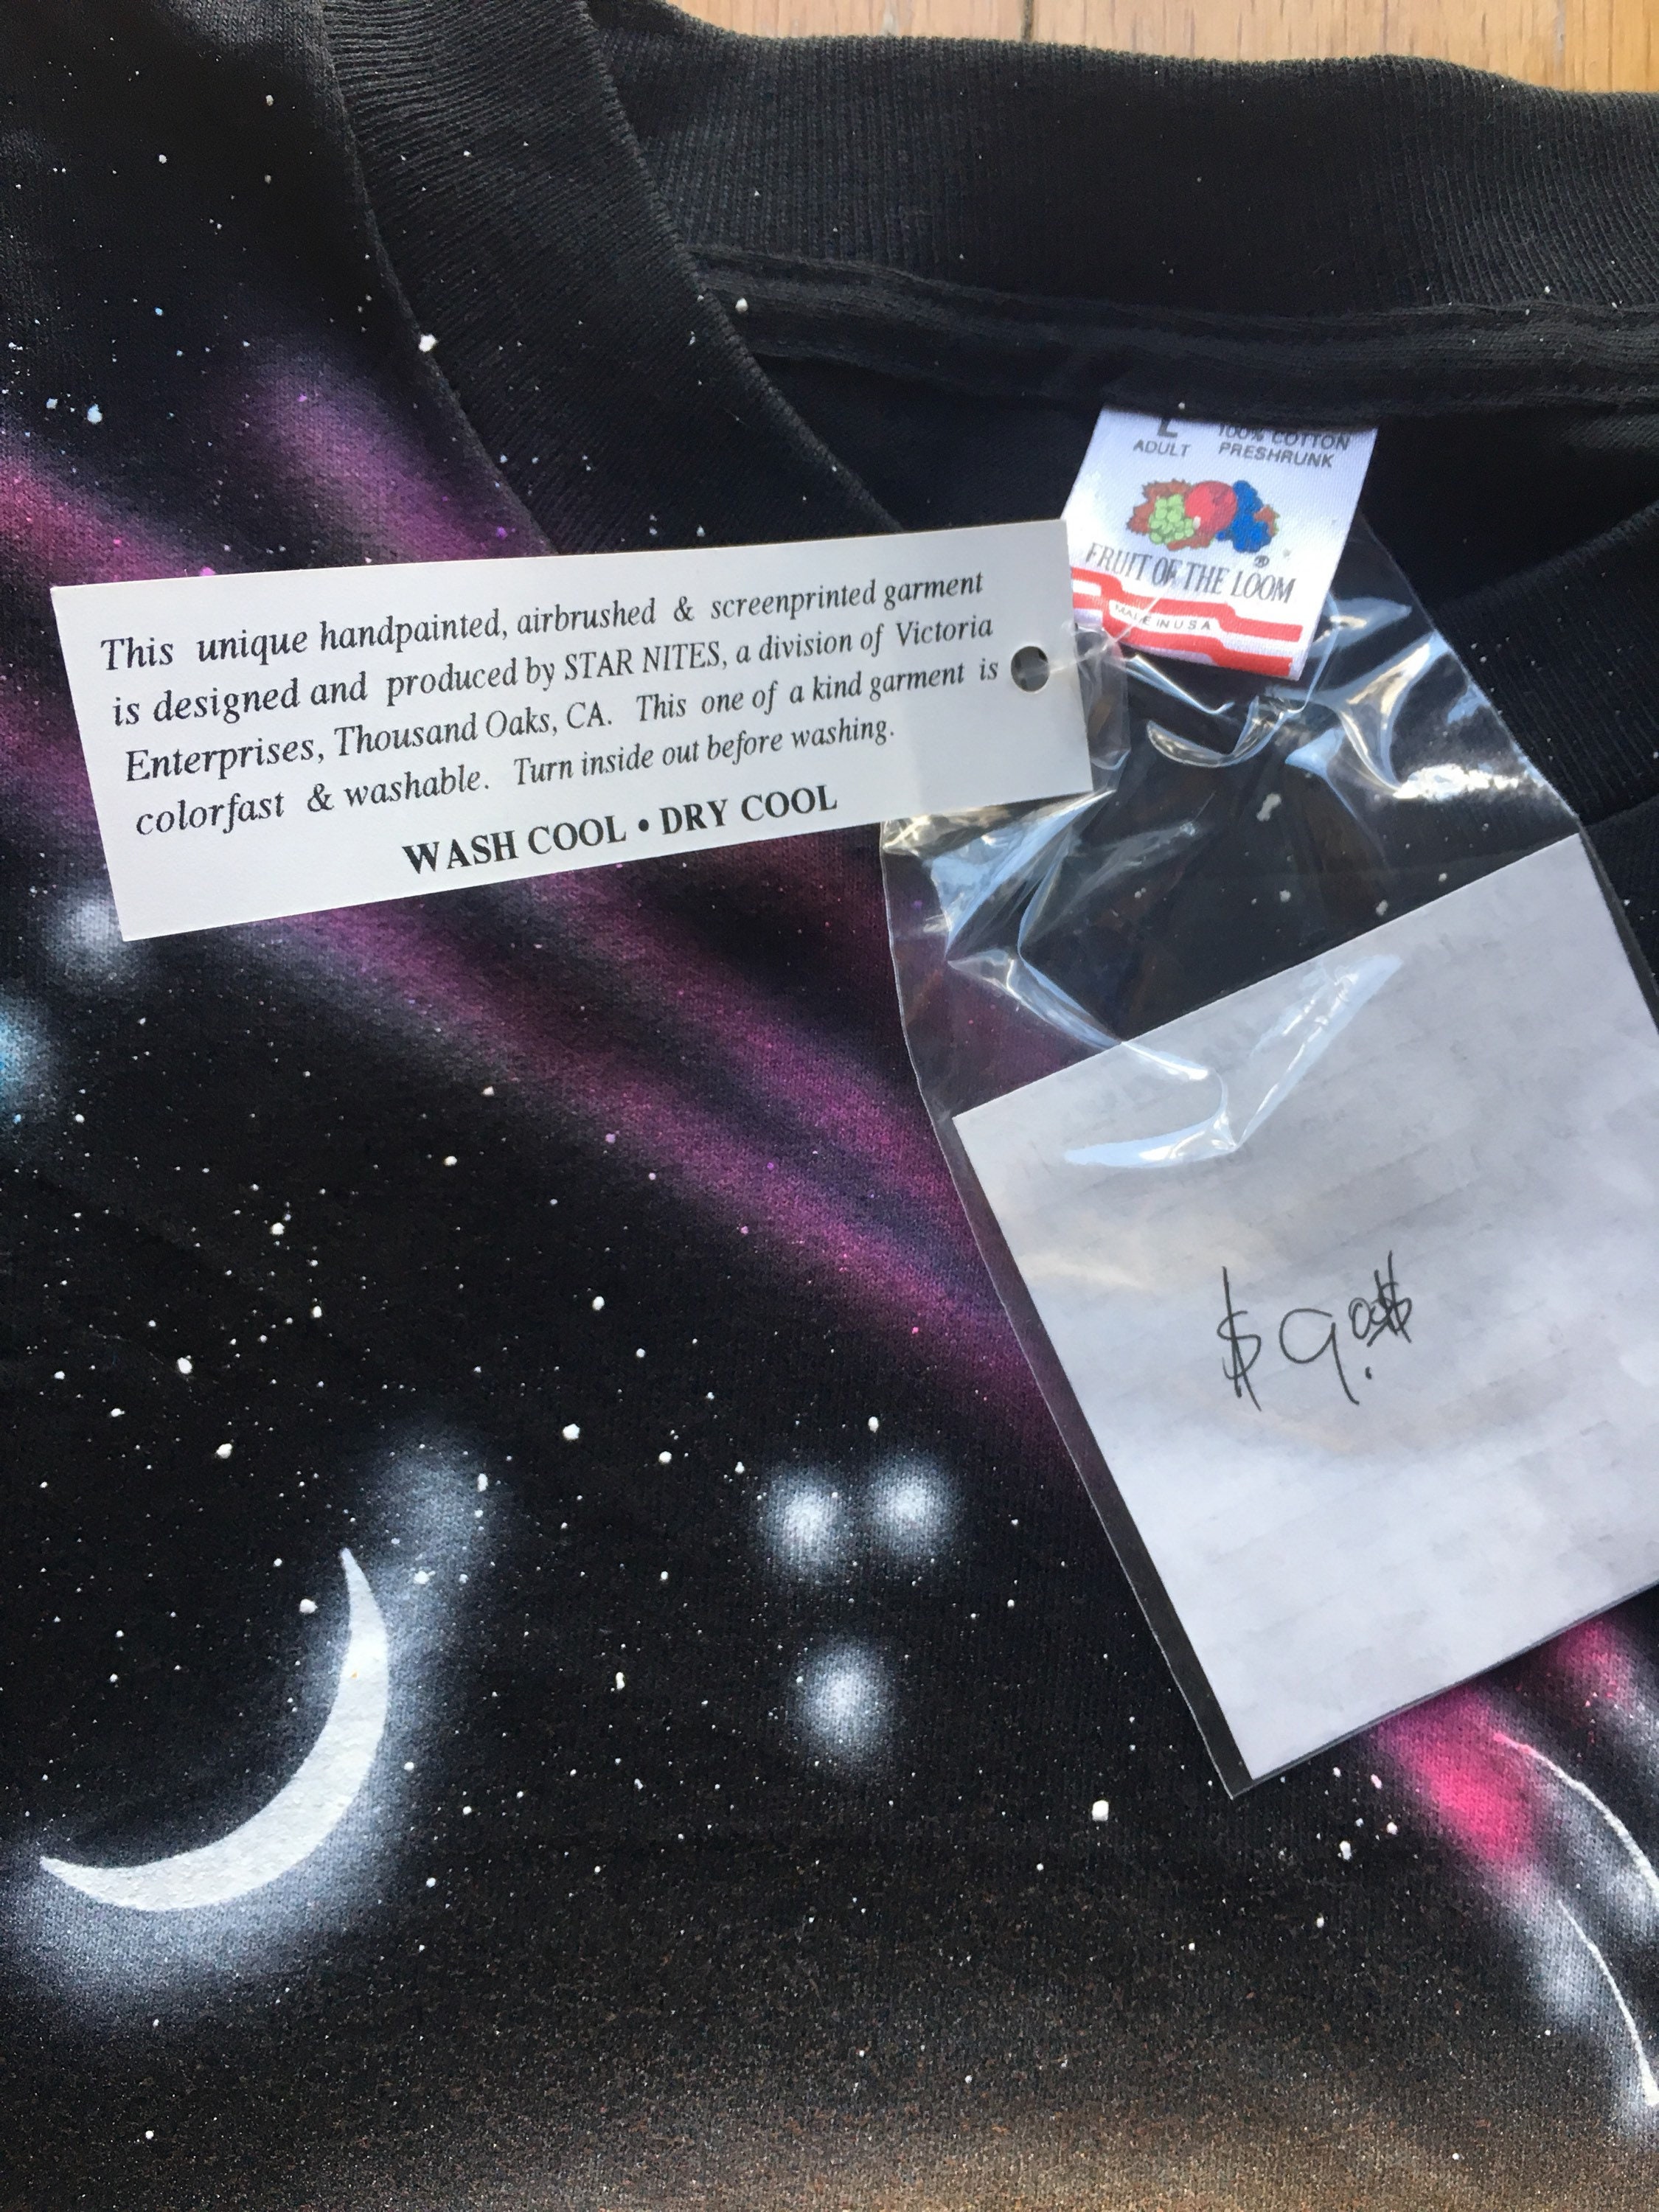 L 100% COTTON
ADULT PRESHRUNK
FRUIT OF THE LOOM
®
MADE IN USA
This unique handpainted, airbrushed & screenprinted garment
is designed and produced by STAR NITES, a division of Victoria
Enterprises, Thousand Oaks, CA. This one of a kind garment is
colorfast & washable. Turn inside out before washing.
WASH COOL • DRY COOL
$ 9.